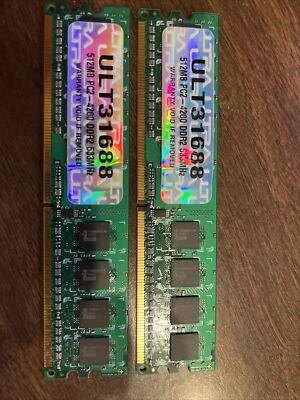 ULT31688
512MB PC2-4200 DDR2 533MHz
WARRANTY VOID IF REMOVED
ULT31688
512MB PC2-4200 DDR2 533MHz
WARRANTY VOID IF REMOVED